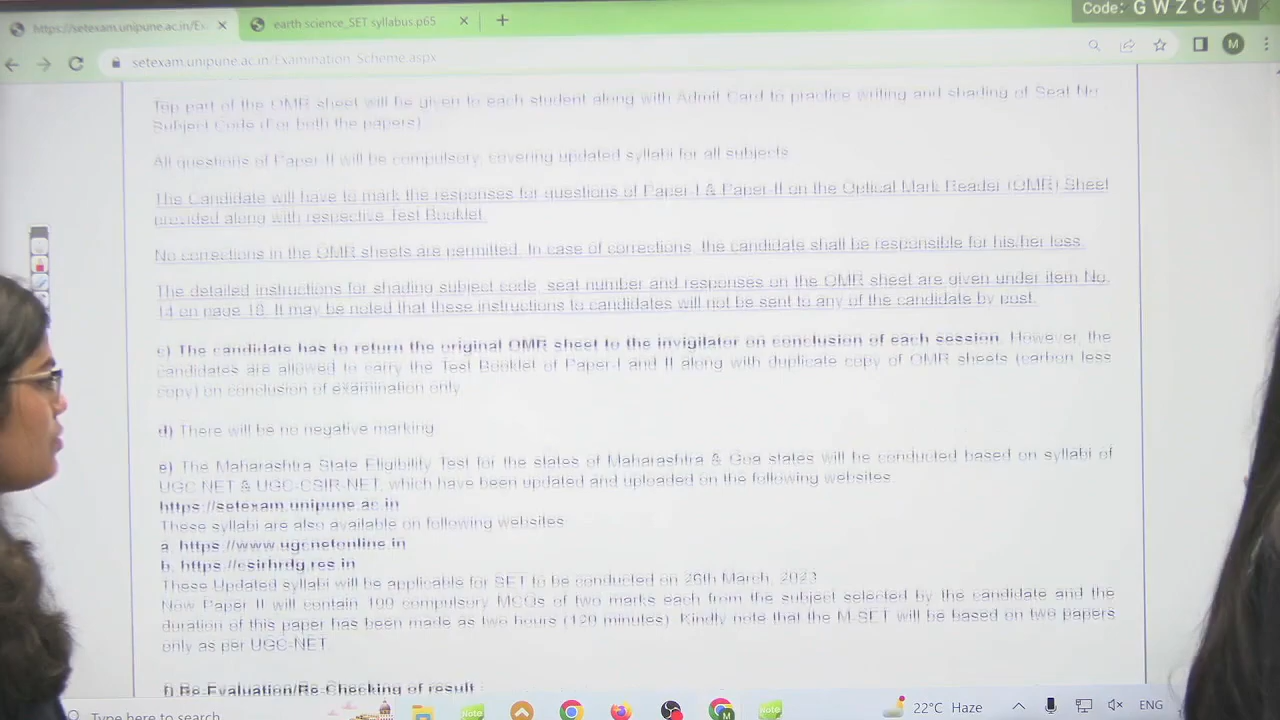 Code: G W Z C G W
https://setexam.unipune.ac.in/Ex
earth science_SET syllabus.p65
setexam.unipune.ac.in/Examination_Scheme.aspx
M
Top part of the OMR sheet will be given to each student along with Admit Card to practice writing and shading of Seat No
Subject Code (For both the papers)
All questions of Paper-II will be compulsory, covering updated syllabi for all subjects
The Candidate will have to mark the responses for questions of Paper-I & Paper-II on the Optical Mark Reader (OMR) Sheet
provided along with respective Test Booklet.
No corrections in the OMR sheets are permitted. In case of corrections, the candidate shall be responsible for his/her loss.
The detailed instructions for shading subject code, seat number and responses on the OMR sheet are given under item No.
14 on page 18. It may be noted that these instructions to candidates will not be sent to any of the candidate by post.
c) The candidate has to return the original OMR sheet to the invigilator on conclusion of each session. However, the
candidates are allowed to carry the Test Booklet of Paper-I and II along with duplicate copy of OMR sheets (carbon less
copy) on conclusion of examination only.
d) There will be no negative marking
e) The Maharashtra State Eligibility Test for the states of Maharashtra & Goa states will be conducted based on syllabi of
UGC NET & UGC-CSIR-NET, which have been updated and uploaded on the following websites.
https://setexam.unipune.ac.in
These syllabi are also available on following websites
a. https://www.ugcnetonline.in
b. https://csirhrdg.res.in
These Updated syllabi will be applicable for SET to be conducted on 26th March, 2023
Now Paper II will contain 100 compulsory MCQs of two marks each from the subject selected by the candidate and the
duration of this paper has been made as two hours (120 minutes). Kindly note that the M-SET will be based on two papers
only as per UGC-NET
f) Re-Evaluation/Re-Checking of result :
Type here to search
Note
M
Note
22°C Haze
ENG